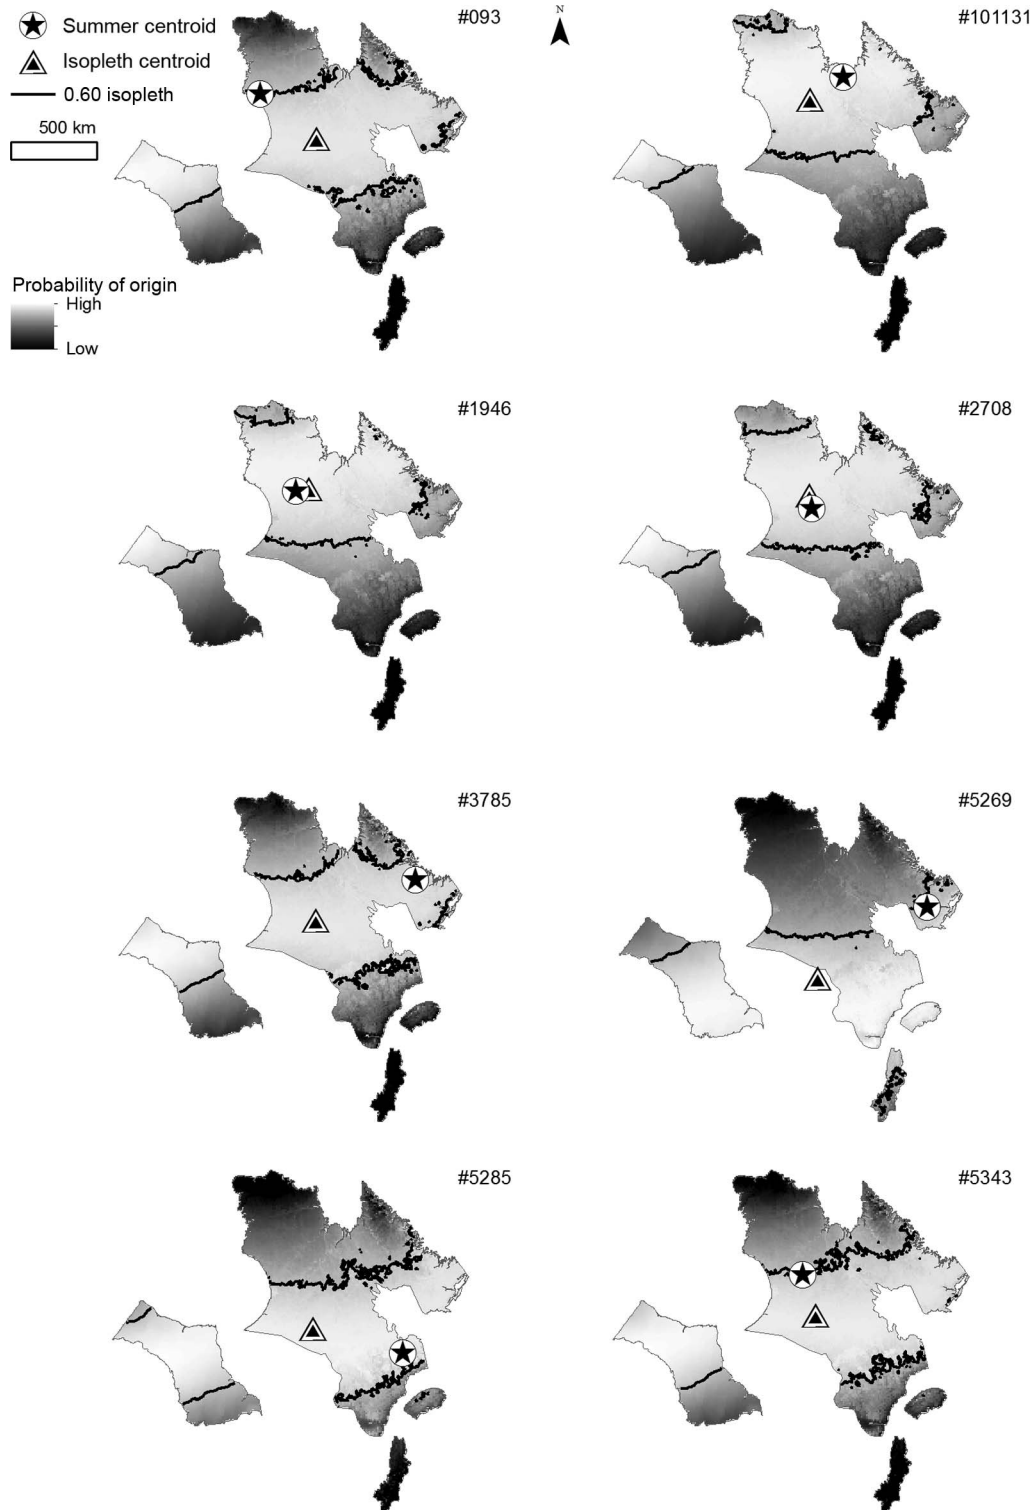 Summer centroid
Isopleth centroid
0.60 isopleth
500 km
Probability of origin
High
Low
#093
N
#101131
#1946
#2708
#3785
#5269
#5285
#5343